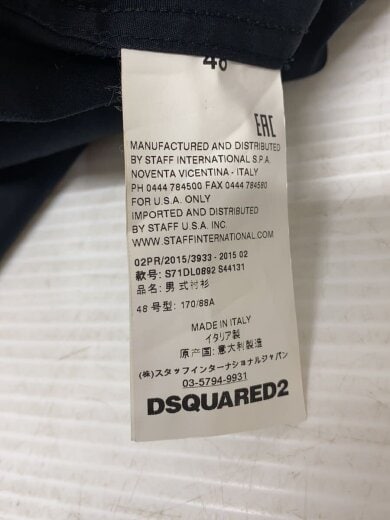 48
EAC
MANUFACTURED AND DISTRIBUTED
BY STAFF INTERNATIONAL S.P.A.
NOVENTA VICENTINA - ITALY
PH 0444 784500 FAX 0444 784580
FOR U.S.A. ONLY
IMPORTED AND DISTRIBUTED
BY STAFF U.S.A. INC.
WWW.STAFFINTERNATIONAL.COM
02PR/2015/3933 - 2015 02
款号: S71DL0892 S44131
品名: 男式衬衫
48 号型: 170/88A
MADE IN ITALY
イタリア製
原产国: 意大利製造
(株)スタッフインターナショナルジャパン
03-5794-9931
DSQUARED2